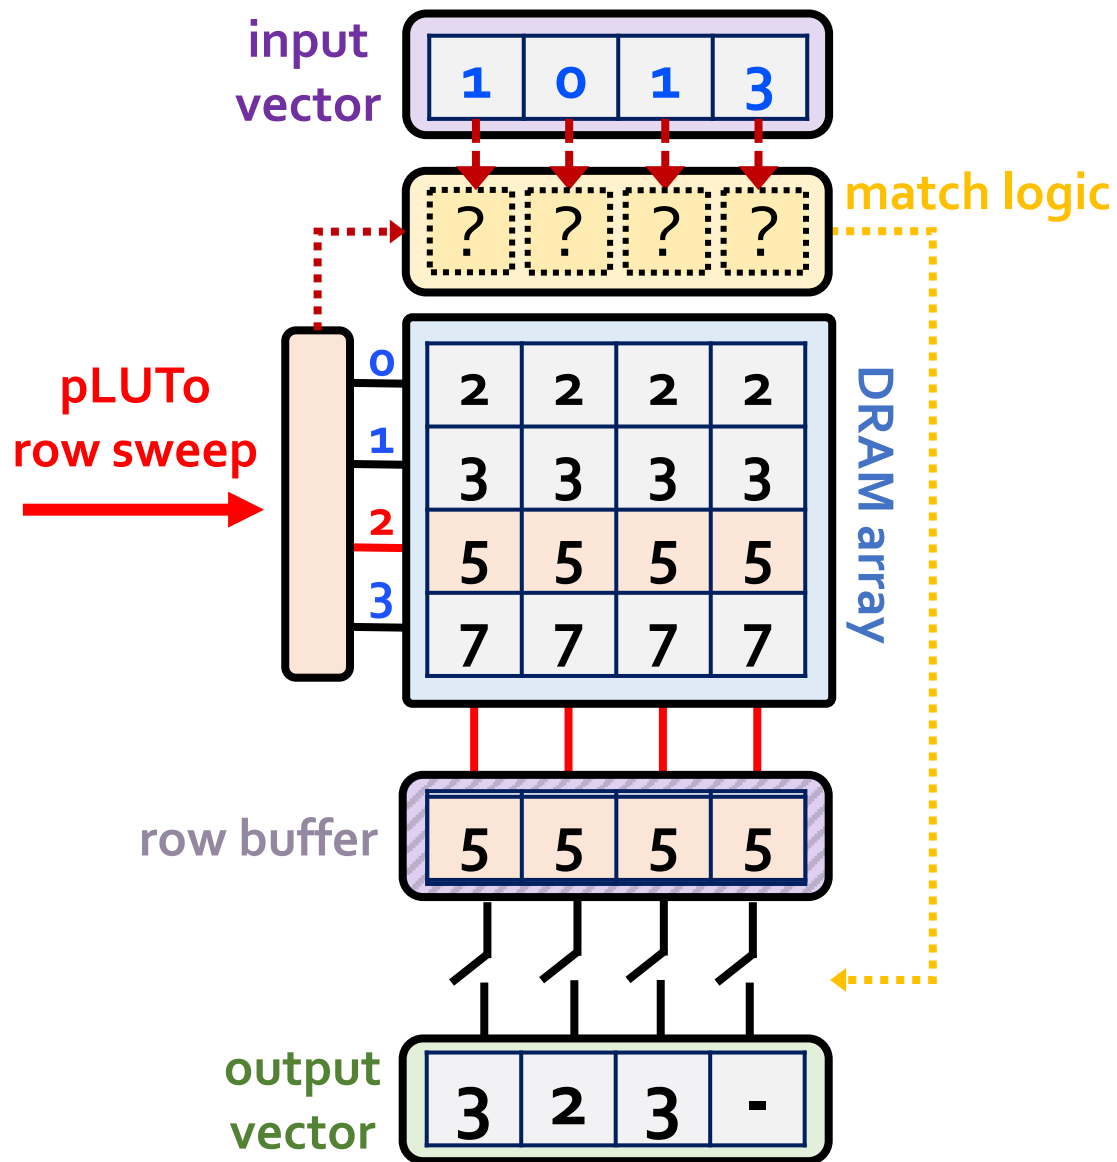 input
vector
1 0 1 3
? ? ? ?
match logic
pLUTo
row sweep
0
2 2 2 2
1
3 3 3 3
2
5 5 5 5
3
7 7 7 7
DRAM array
row buffer
5 5 5 5
output
vector
3 2 3 -